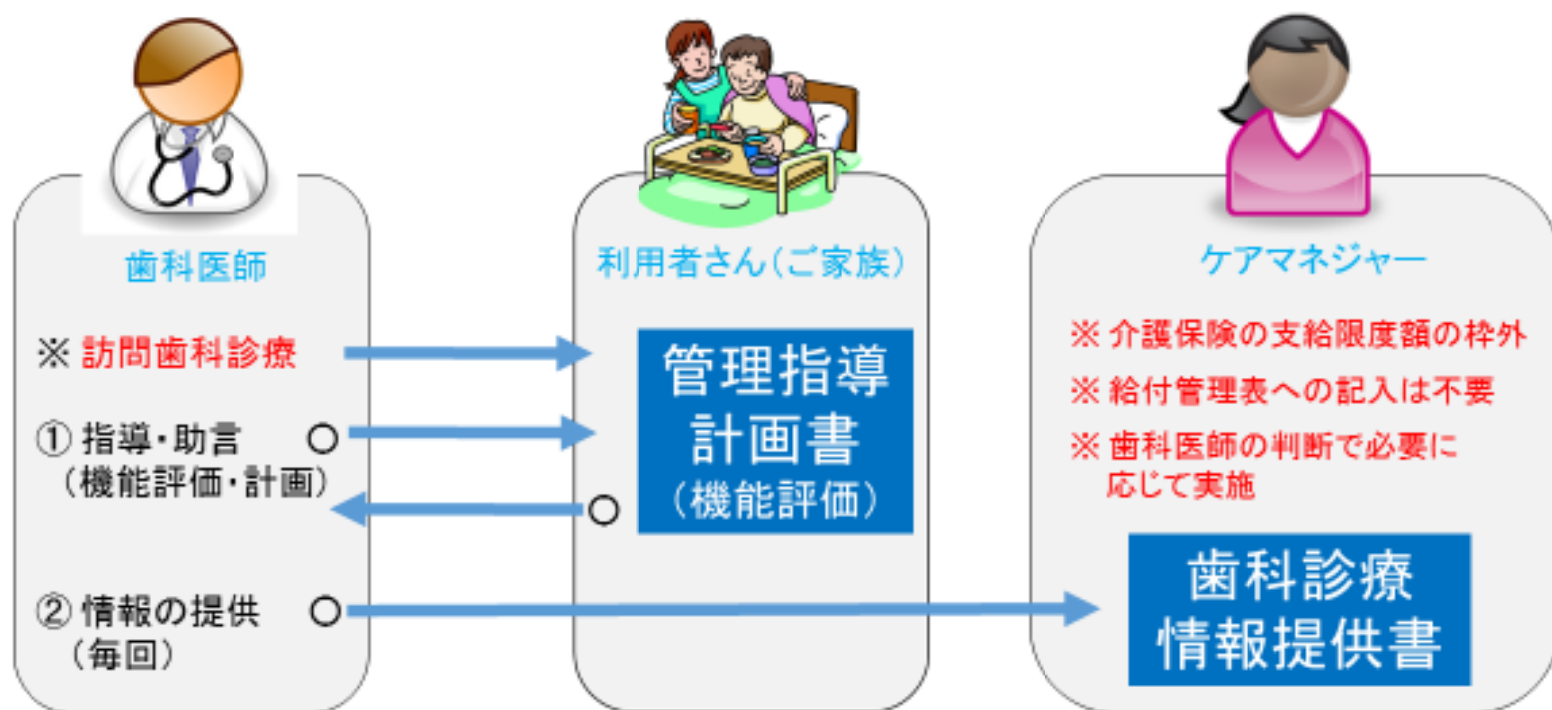 歯科医師
※ 訪問歯科診療
① 指導・助言 ○
（機能評価・計画）
② 情報の提供 ○
（毎回）
利用者さん（ご家族）
管理指導
計画書
（機能評価）
○
ケアマネジャー
※ 介護保険の支給限度額の枠外
※ 給付管理表への記入は不要
※ 歯科医師の判断で必要に
応じて実施
歯科診療
情報提供書